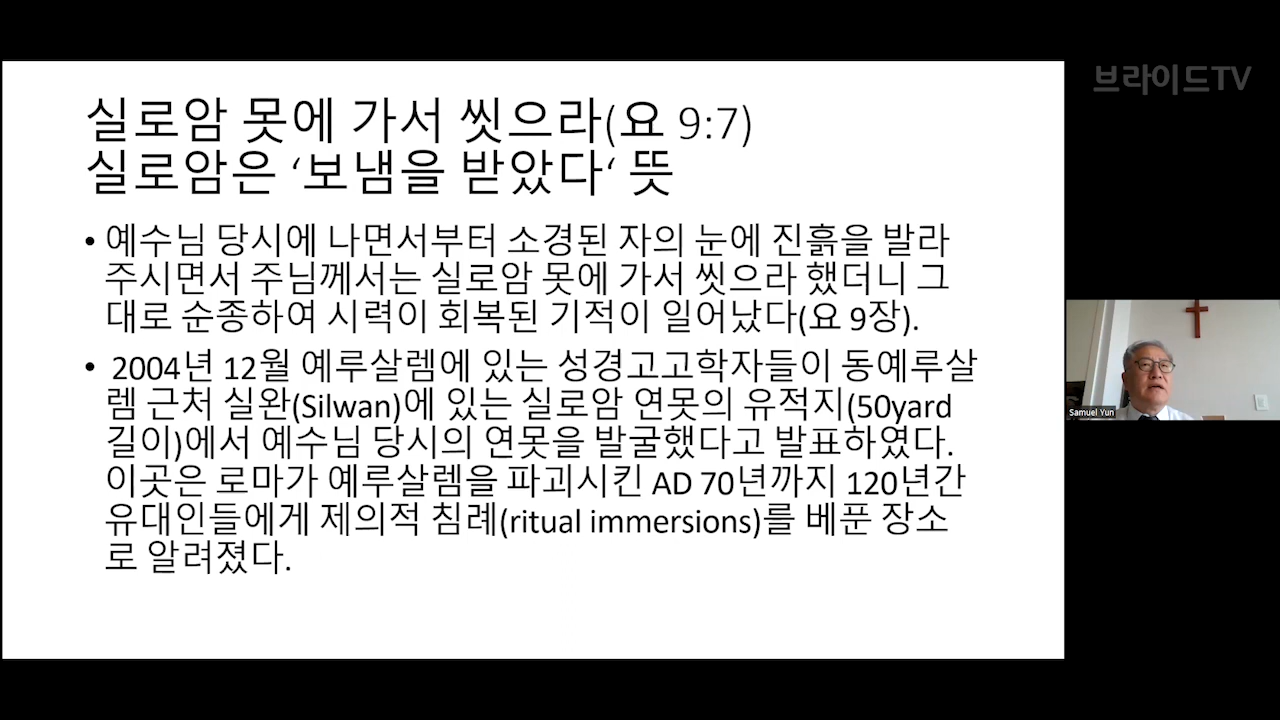 브라이드TV
실로암 못에 가서 씻으라(요 9:7)
실로암은 ‘보냄을 받았다‘ 뜻
• 예수님 당시에 나면서부터 소경된 자의 눈에 진흙을 발라
주시면서 주님께서는 실로암 못에 가서 씻으라 했더니 그
대로 순종하여 시력이 회복된 기적이 일어났다(요 9장).
• 2004년 12월 예루살렘에 있는 성경고고학자들이 동예루살
렘 근처 실완(Silwan)에 있는 실로암 연못의 유적지(50yard
길이)에서 예수님 당시의 연못을 발굴했다고 발표하였다.
이곳은 로마가 예루살렘을 파괴시킨 AD 70년까지 120년간
유대인들에게 제의적 침례(ritual immersions)를 베푼 장소
로 알려졌다.
Samuel Yun